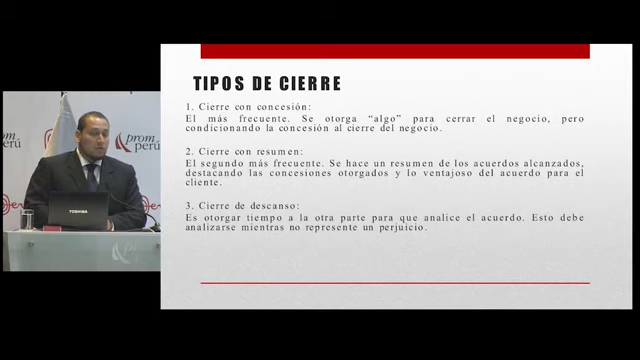 TIPOS DE CIERRE
1. Cierre con concesión:
El más frecuente. Se otorga “algo” para cerrar el negocio, pero
condicionando la concesión al cierre del negocio.
2. Cierre con resumen:
El segundo más frecuente. Se hace un resumen de los acuerdos alcanzados,
destacando las concesiones otorgados y lo ventajoso del acuerdo para el
cliente.
3. Cierre de descanso:
Es otorgar tiempo a la otra parte para que analice el acuerdo. Esto debe
analizarse mientras no represente un perjuicio.
prom
perú
TOSHIBA